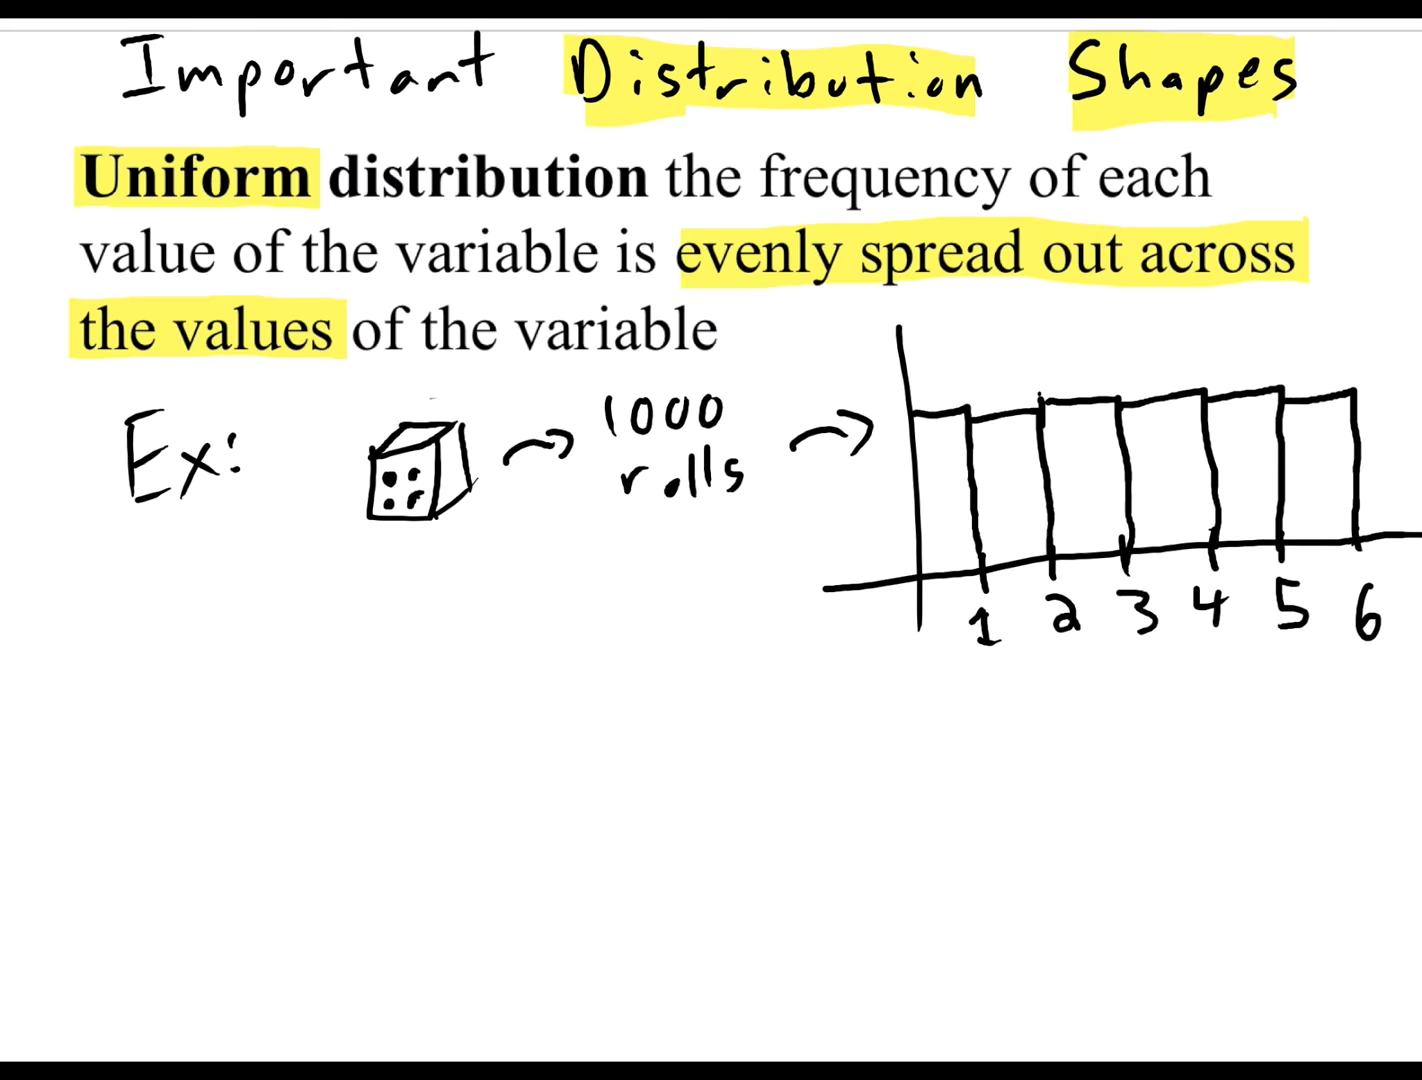 Important Distribution Shapes
Uniform distribution the frequency of each
value of the variable is evenly spread out across
the values of the variable
Ex: 1000
rolls
1 2 3 4 5 6